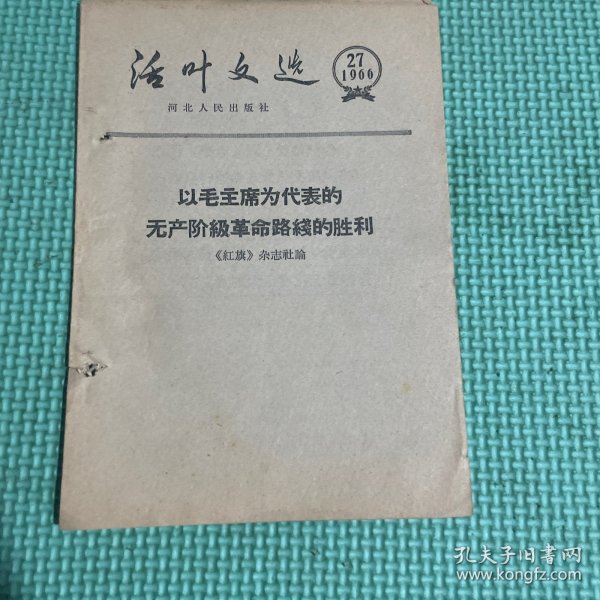 活叶文选
27
1966
河北人民出版社
以毛主席为代表的
无产阶級革命路綫的胜利
《紅旗》杂志社論
孔夫子旧書网
www.kongfz.com